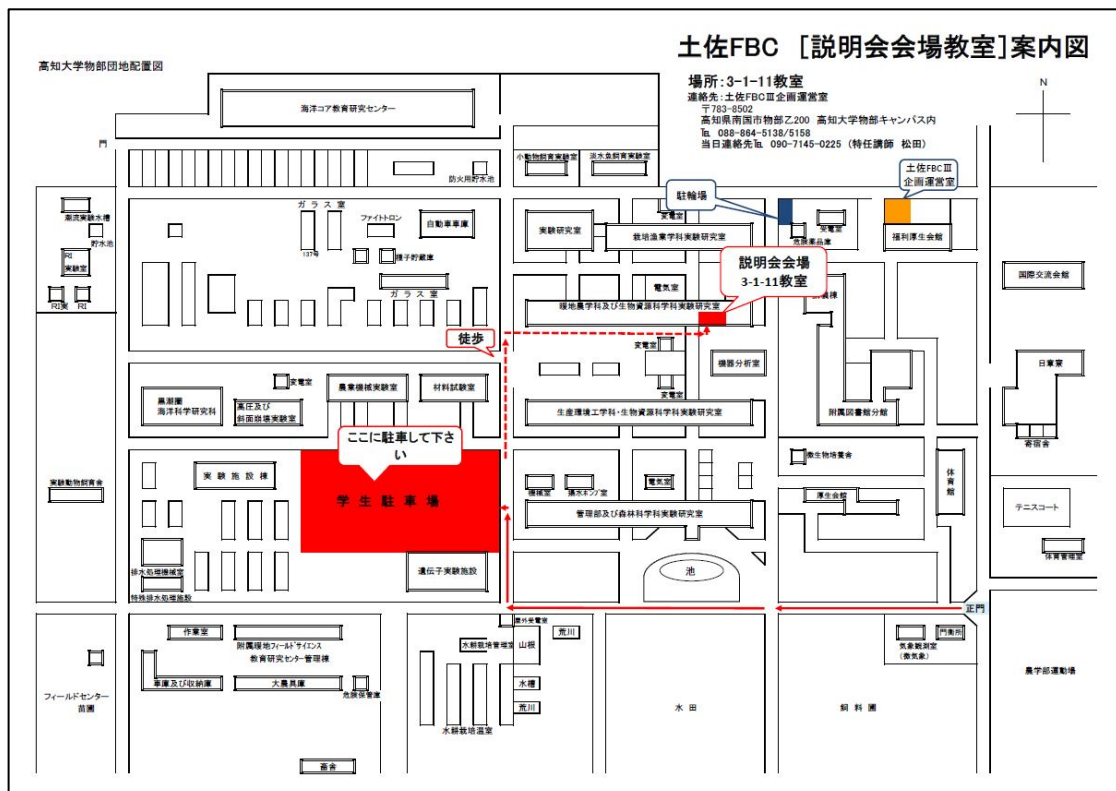 土佐FBC ［説明会会場教室］案内図
高知大学物部団地配置図
場所：3-1-11教室
連絡先：土佐FBCⅢ企画運営室
〒783-8502
高知県南国市物部乙200 高知大学物部キャンパス内
℡ 088-864-5138/5158
当日連絡先℡ 090-7145-0225 (特任講師 松田)
N
海洋コア教育研究センター
門
防火用貯水池
小動物飼育実験室
淡水魚飼育実験室
土佐FBCⅢ
企画運営室
駐輪場
潮流実験水槽
貯水池
RI
実験室
RI実
RI
ガラス室
137号
ファイトトロン
種子貯蔵庫
自動車車庫
ガラス室
変電室
実験研究室
栽培漁業学科実験研究室
受電室
危険薬品庫
福利厚生会館
国際交流会館
電気室
説明会会場
3-1-11教室
義棟
暖地農学科及び生物資源科学科実験研究室
徒歩
変電室
機器分析室
変電室
日章寮
変電室
農業機械実験室
材料試験室
黒潮圏
海洋科学研究科
高圧及び
斜面崩壊実験室
生産環境工学科・生物資源科学科実験研究室
附属図書館分館
寄宿舎
ここに駐車して下さ
い
微生物培養舎
体育館
実験動物飼育舎
実験施設棟
学生駐車場
機械室
揚水ポンプ室
電気室
厚生会館
テニスコート
管理部及び森林科学科実験研究室
体育管理室
排水処理機械室
特殊排水処理施設
遺伝子実験施設
池
正門
作業室
附属暖地フィールドサイエンス
教育研究センター管理棟
屋外受電室
水耕栽培管理室
山根
荒川
気象観測室
(微気象)
門衛所
フィールドセンター
苗圃
車庫及び収納庫
大農具庫
危険保管庫
水槽
荒川
水田
飼料圃
農学部運動場
水耕栽培温室
畜舎